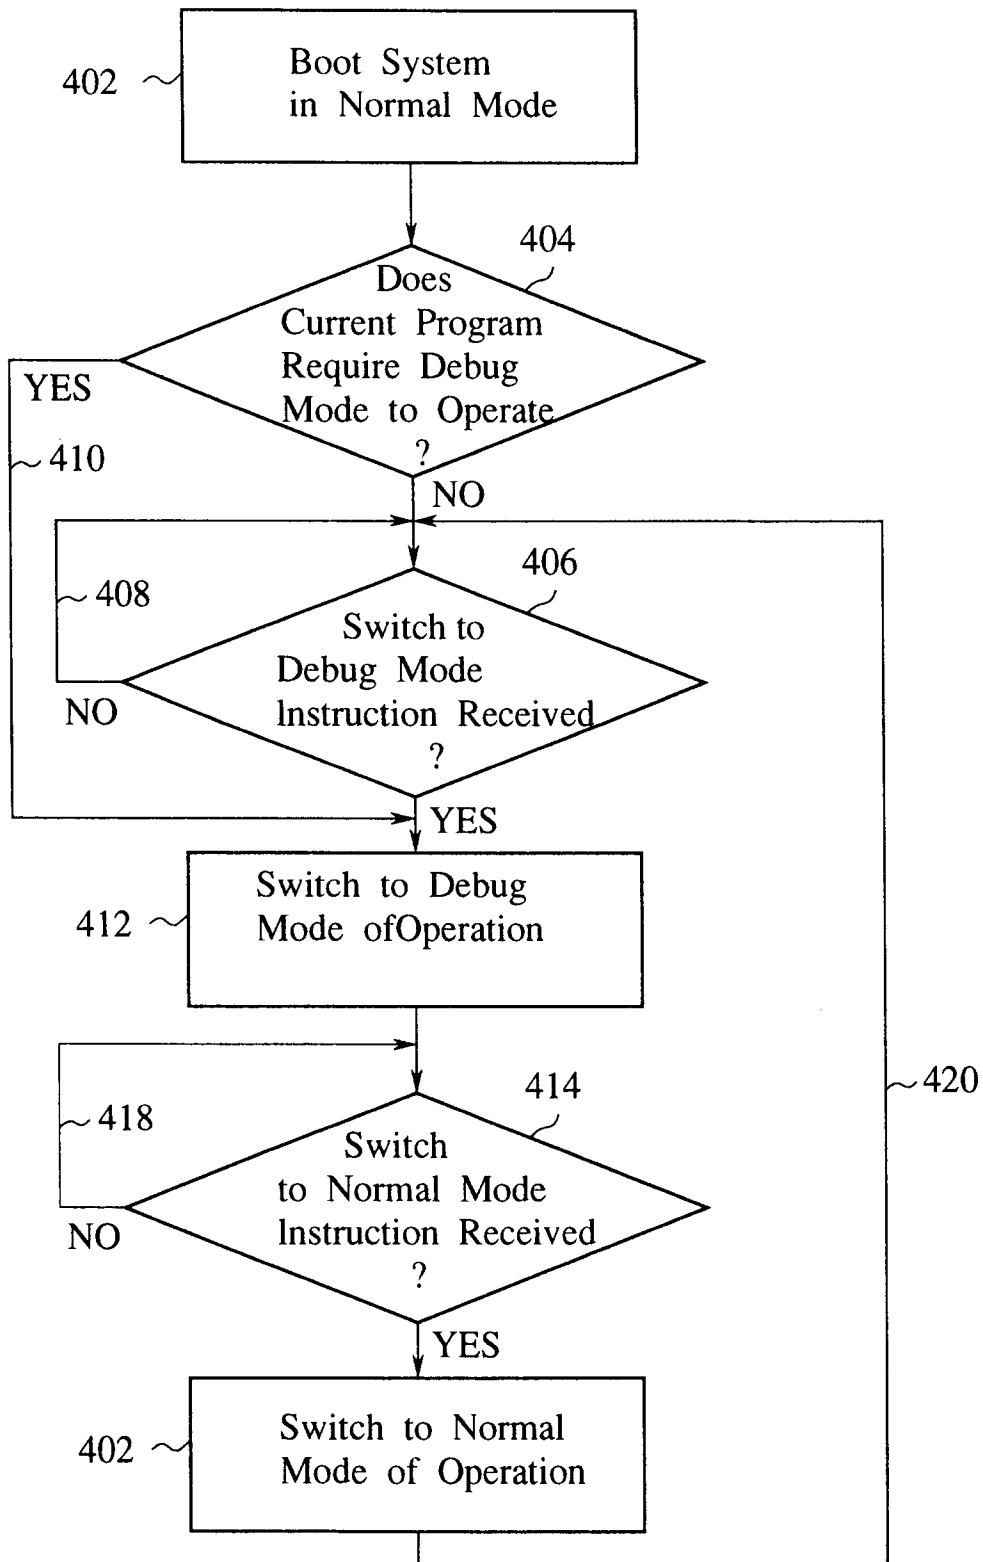 402
Boot System
in Normal Mode
404
Does
Current Program
Require Debug
Mode to Operate
?
YES
410
NO
406
408
Switch to
Debug Mode
Instruction Received
?
NO
YES
412
Switch to Debug
Mode ofOperation
420
414
418
Switch
to Normal Mode
Instruction Received
?
NO
YES
402
Switch to Normal
Mode of Operation